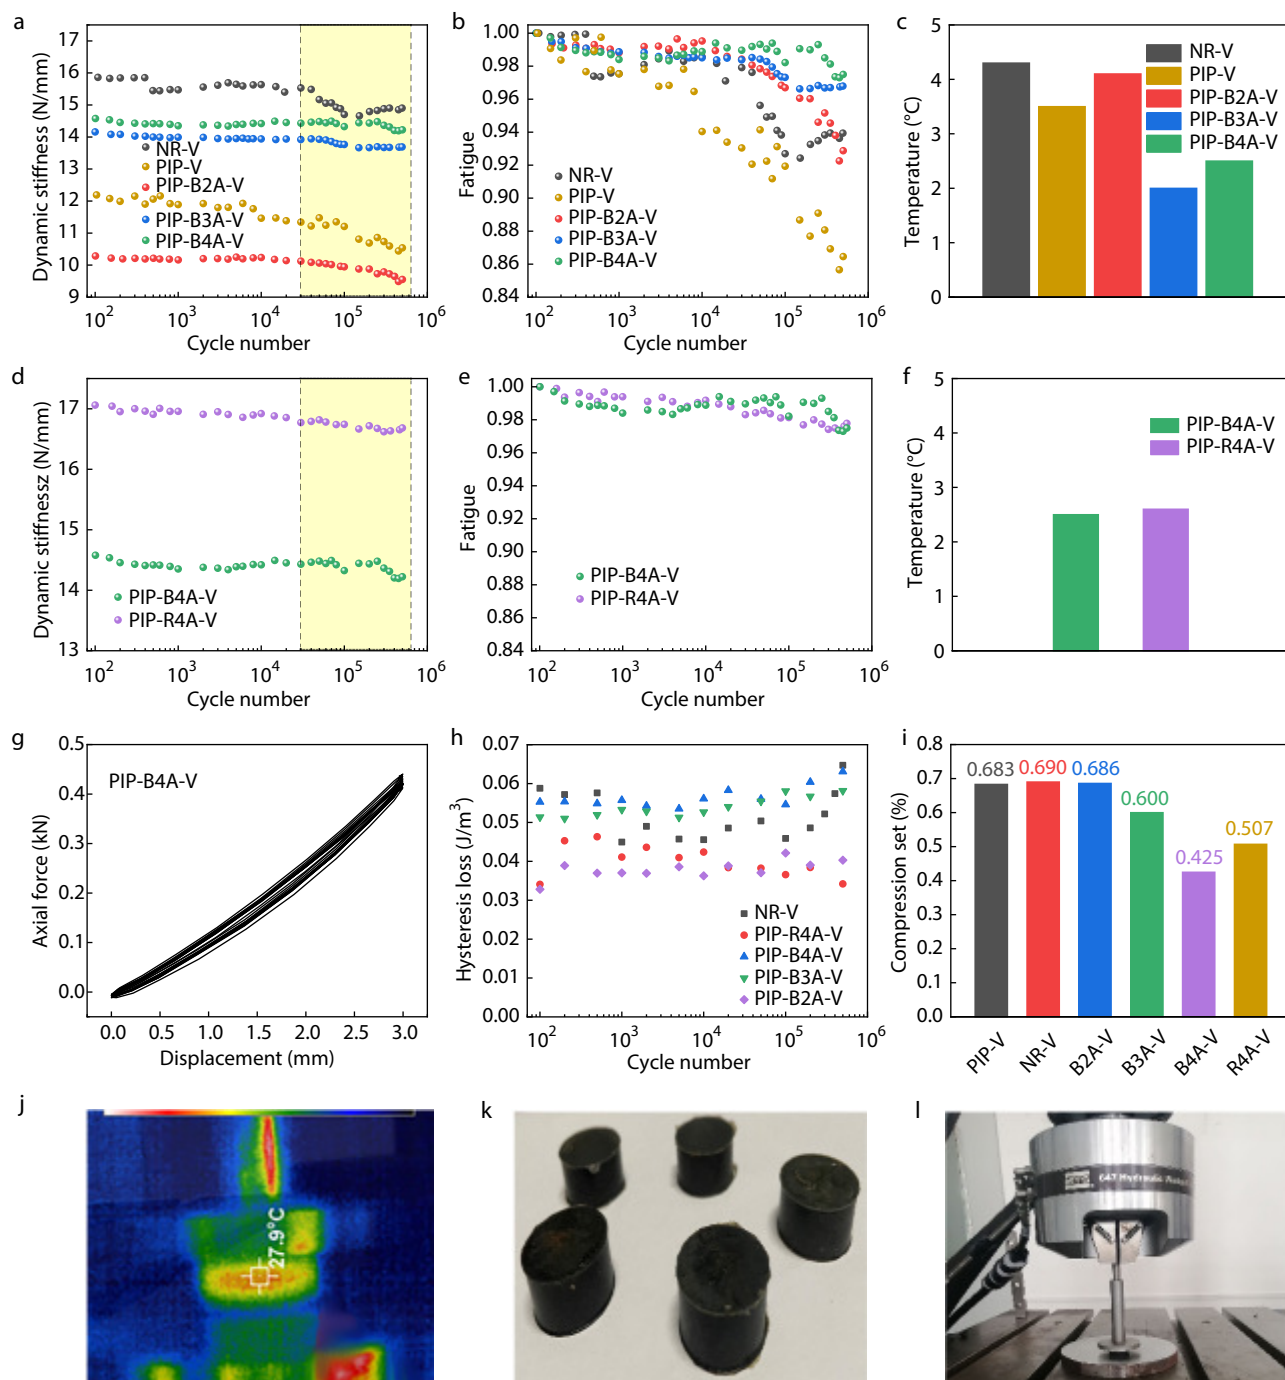 a
Dynamic stiffness (N/mm)
17
16
15
14
13
12
11
10
9
NR-V
PIP-V
PIP-B2A-V
PIP-B3A-V
PIP-B4A-V
10² 10³ 10⁴ 10⁵ 10⁶
Cycle number
b
Fatigue
1.00
0.98
0.96
0.94
0.92
0.90
0.88
0.86
0.84
NR-V
PIP-V
PIP-B2A-V
PIP-B3A-V
PIP-B4A-V
10² 10³ 10⁴ 10⁵ 10⁶
Cycle number
c
Temperature (°C)
5
4
3
2
1
0
NR-V
PIP-V
PIP-B2A-V
PIP-B3A-V
PIP-B4A-V
d
Dynamic stiffnessz (N/mm)
17
16
15
14
13
PIP-B4A-V
PIP-R4A-V
10² 10³ 10⁴ 10⁵ 10⁶
Cycle number
e
Fatigue
1.00
0.98
0.96
0.94
0.92
0.90
0.88
0.86
0.84
PIP-B4A-V
PIP-R4A-V
10² 10³ 10⁴ 10⁵ 10⁶
Cycle number
f
Temperature (°C)
5
4
3
2
1
0
PIP-B4A-V
PIP-R4A-V
g
Axial force (kN)
0.5
0.4
0.3
0.2
0.1
0.0
PIP-B4A-V
0.0 0.5 1.0 1.5 2.0 2.5 3.0
Displacement (mm)
h
Hysteresis loss (J/m³)
0.07
0.06
0.05
0.04
0.03
0.02
0.01
0.00
NR-V
PIP-R4A-V
PIP-B4A-V
PIP-B3A-V
PIP-B2A-V
10² 10³ 10⁴ 10⁵ 10⁶
Cycle number
i
Compression set (%)
0.8
0.7
0.6
0.5
0.4
0.3
0.2
0.1
0.0
0.683 0.690 0.686 0.600 0.425 0.507
PIP-V NR-V B2A-V B3A-V B4A-V R4A-V
j
27.9°C
k
l
647 Hydraulic